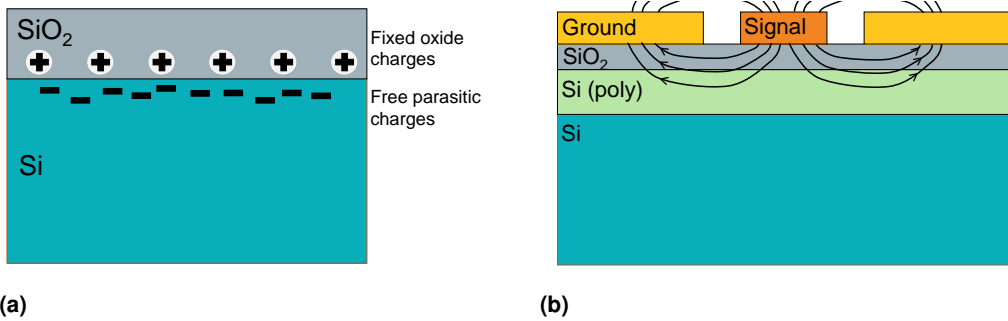 SiO2
Fixed oxide
charges
Free parasitic
charges
Si
(a)
Ground
Signal
SiO2
Si (poly)
Si
(b)